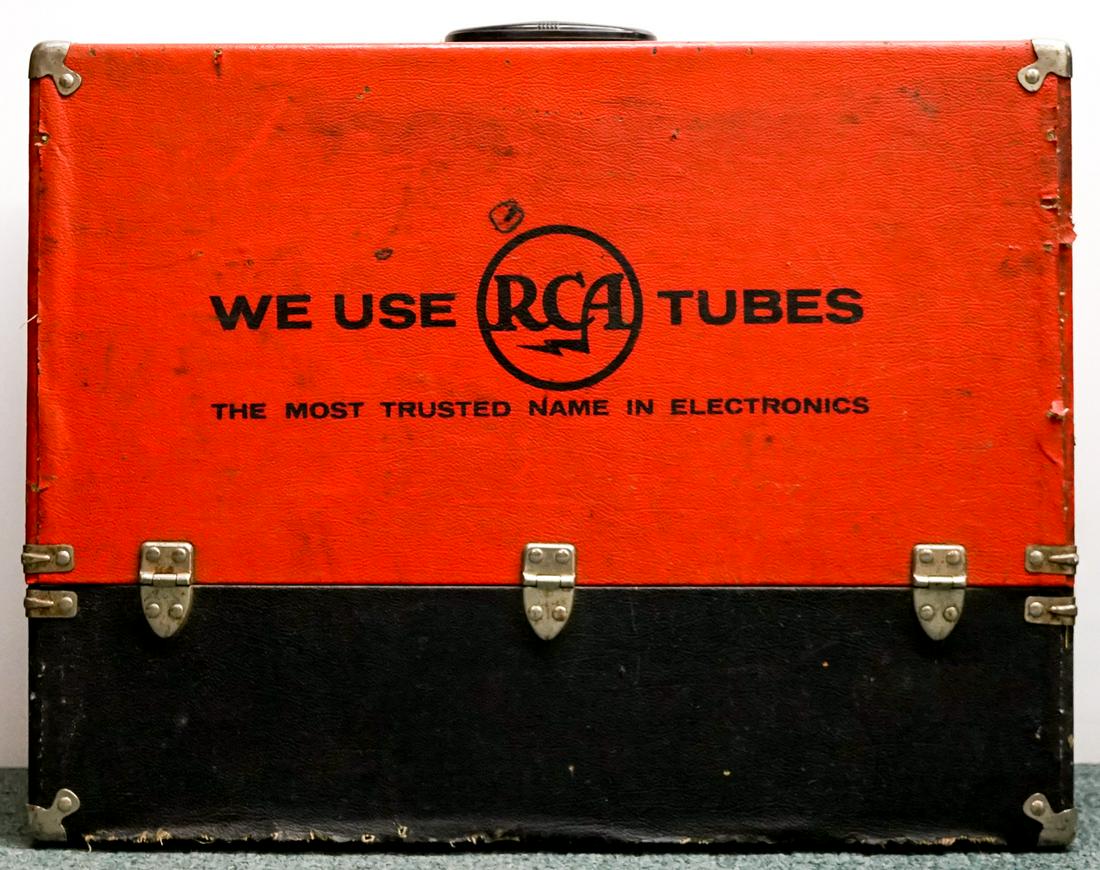 WE USE RCA TUBES
THE MOST TRUSTED NAME IN ELECTRONICS